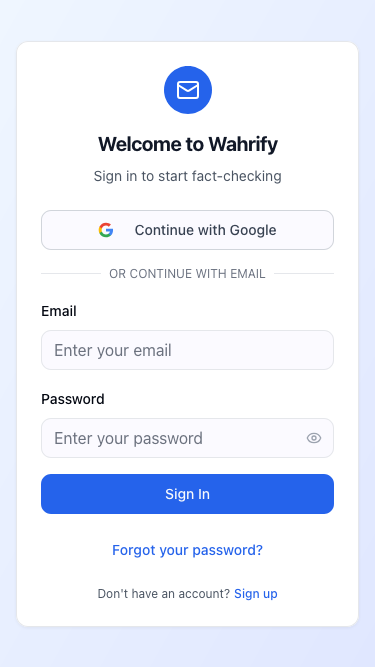 Welcome to Wahrify
Sign in to start fact-checking
Continue with Google
OR CONTINUE WITH EMAIL
Email
Enter your email
Password
Enter your password
Sign In
Forgot your password?
Don't have an account? Sign up